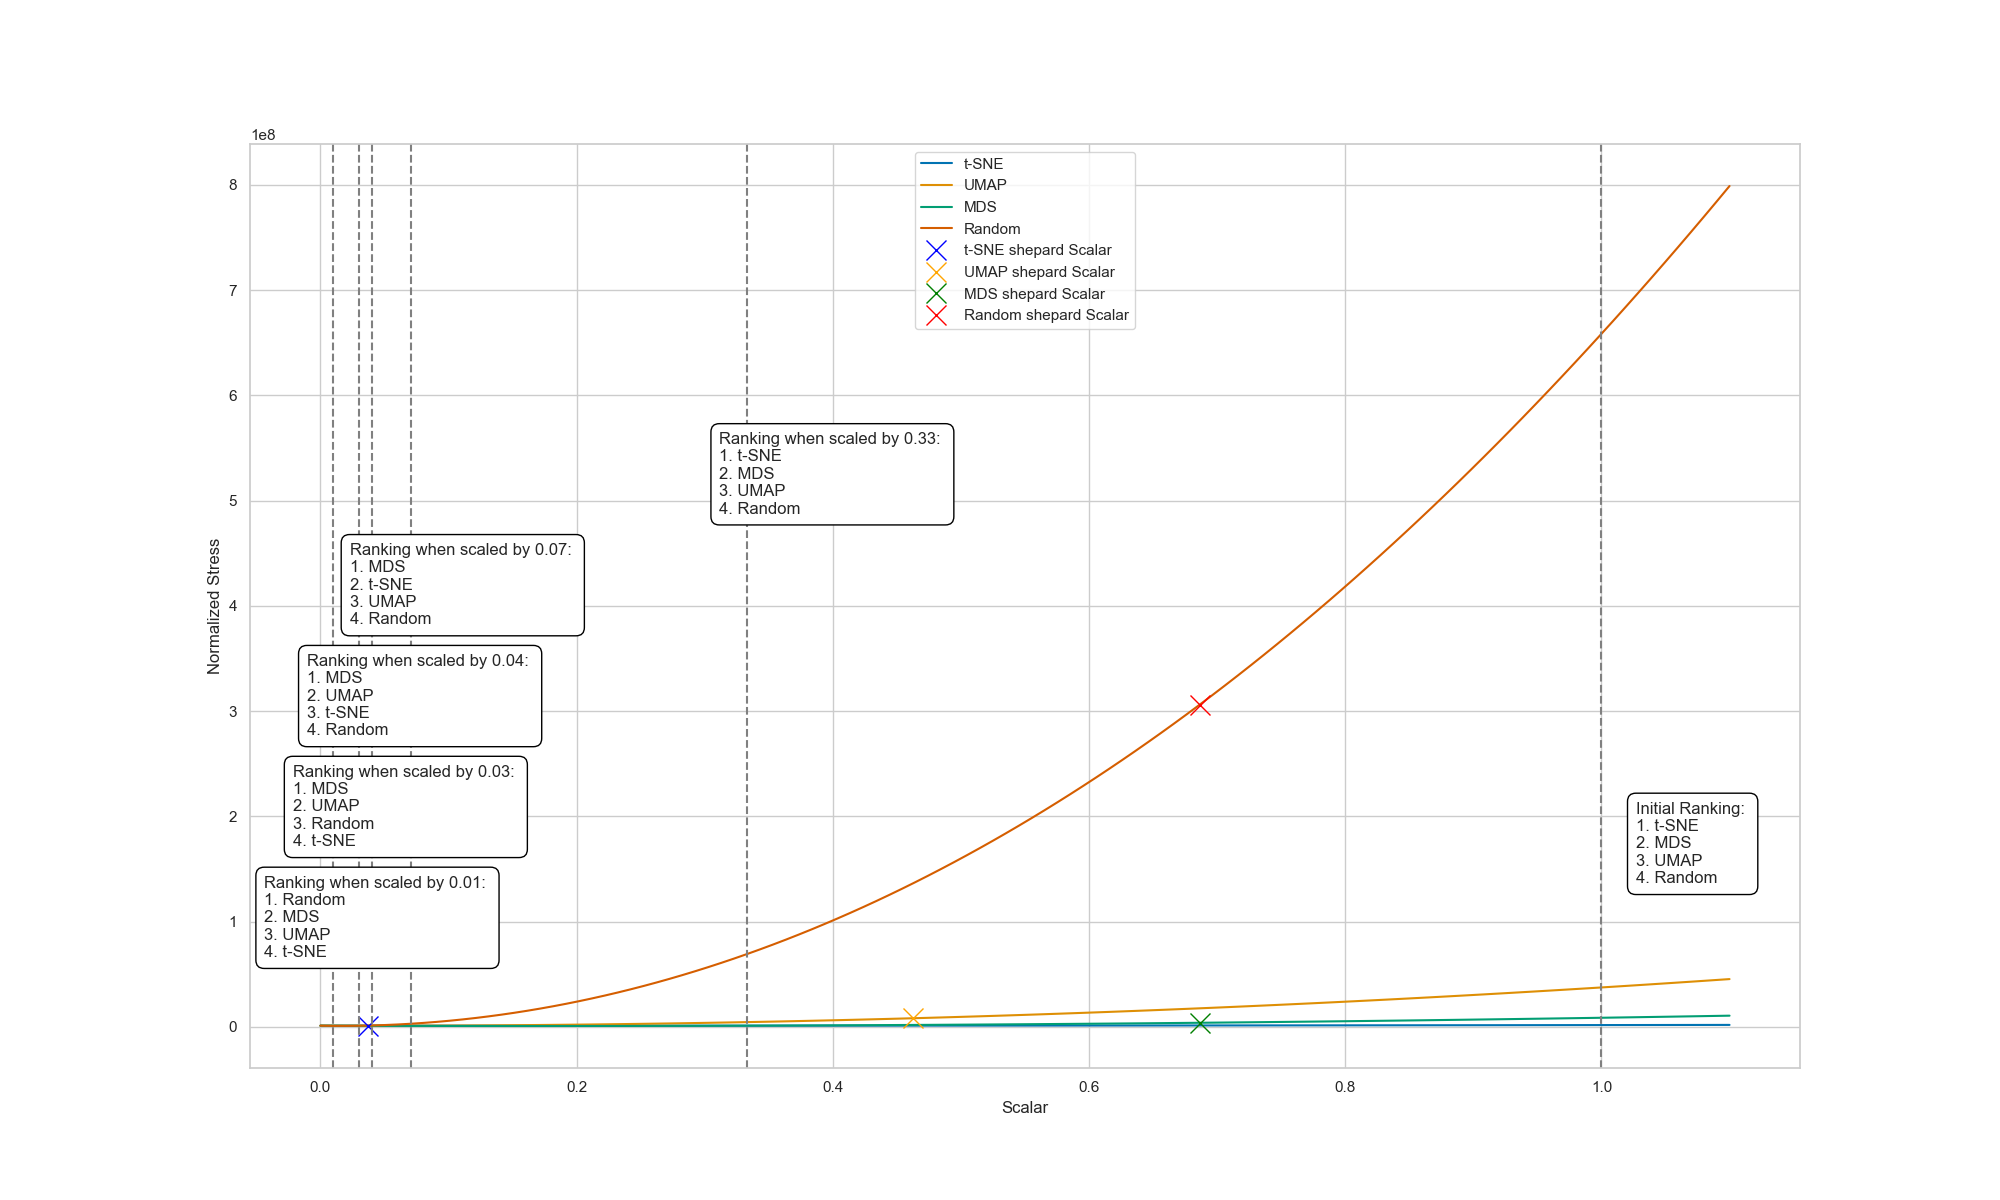 1e8
8
7
6
5
4
3
2
1
0
Normalized Stress
t-SNE
UMAP
MDS
Random
t-SNE shepard Scalar
UMAP shepard Scalar
MDS shepard Scalar
Random shepard Scalar
Ranking when scaled by 0.33:
1. t-SNE
2. MDS
3. UMAP
4. Random
Ranking when scaled by 0.07:
1. MDS
2. t-SNE
3. UMAP
4. Random
Ranking when scaled by 0.04:
1. MDS
2. UMAP
3. t-SNE
4. Random
Ranking when scaled by 0.03:
1. MDS
2. UMAP
3. Random
4. t-SNE
Ranking when scaled by 0.01:
1. Random
2. MDS
3. UMAP
4. t-SNE
Initial Ranking:
1. t-SNE
2. MDS
3. UMAP
4. Random
0.0 0.2 0.4 0.6 0.8 1.0
Scalar